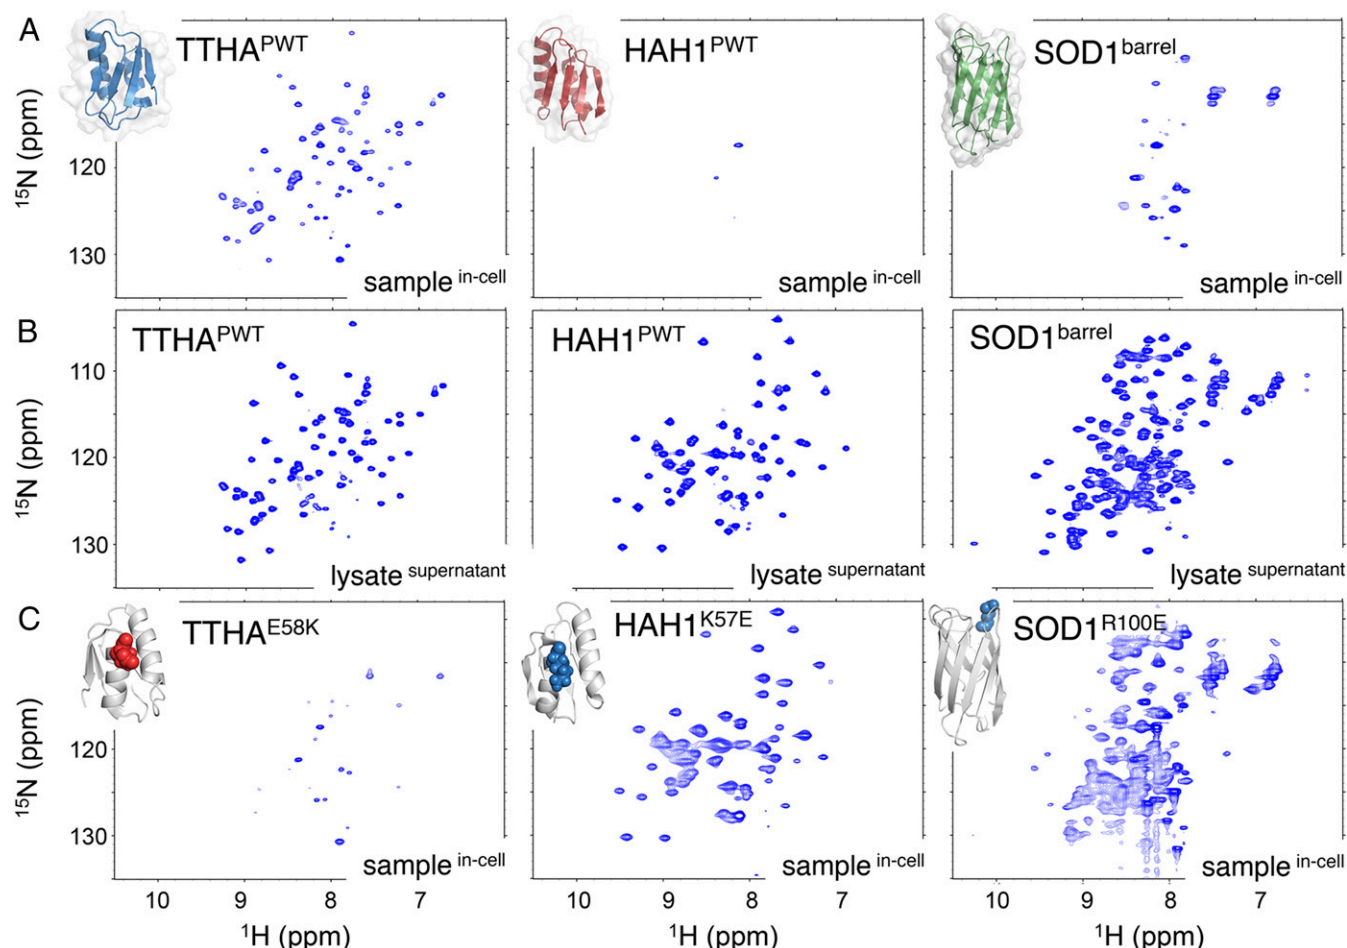 A
TTHA^PWT
HAH1^PWT
SOD1^barrel
15N (ppm)
120
130
sample in-cell
sample in-cell
sample in-cell
B
TTHA^PWT
HAH1^PWT
SOD1^barrel
15N (ppm)
110
120
130
lysate supernatant
lysate supernatant
lysate supernatant
C
TTHA^E58K
HAH1^K57E
SOD1^R100E
15N (ppm)
120
130
sample in-cell
sample in-cell
sample in-cell
10 9 8 7
10 9 8 7
10 9 8 7
1H (ppm)
1H (ppm)
1H (ppm)